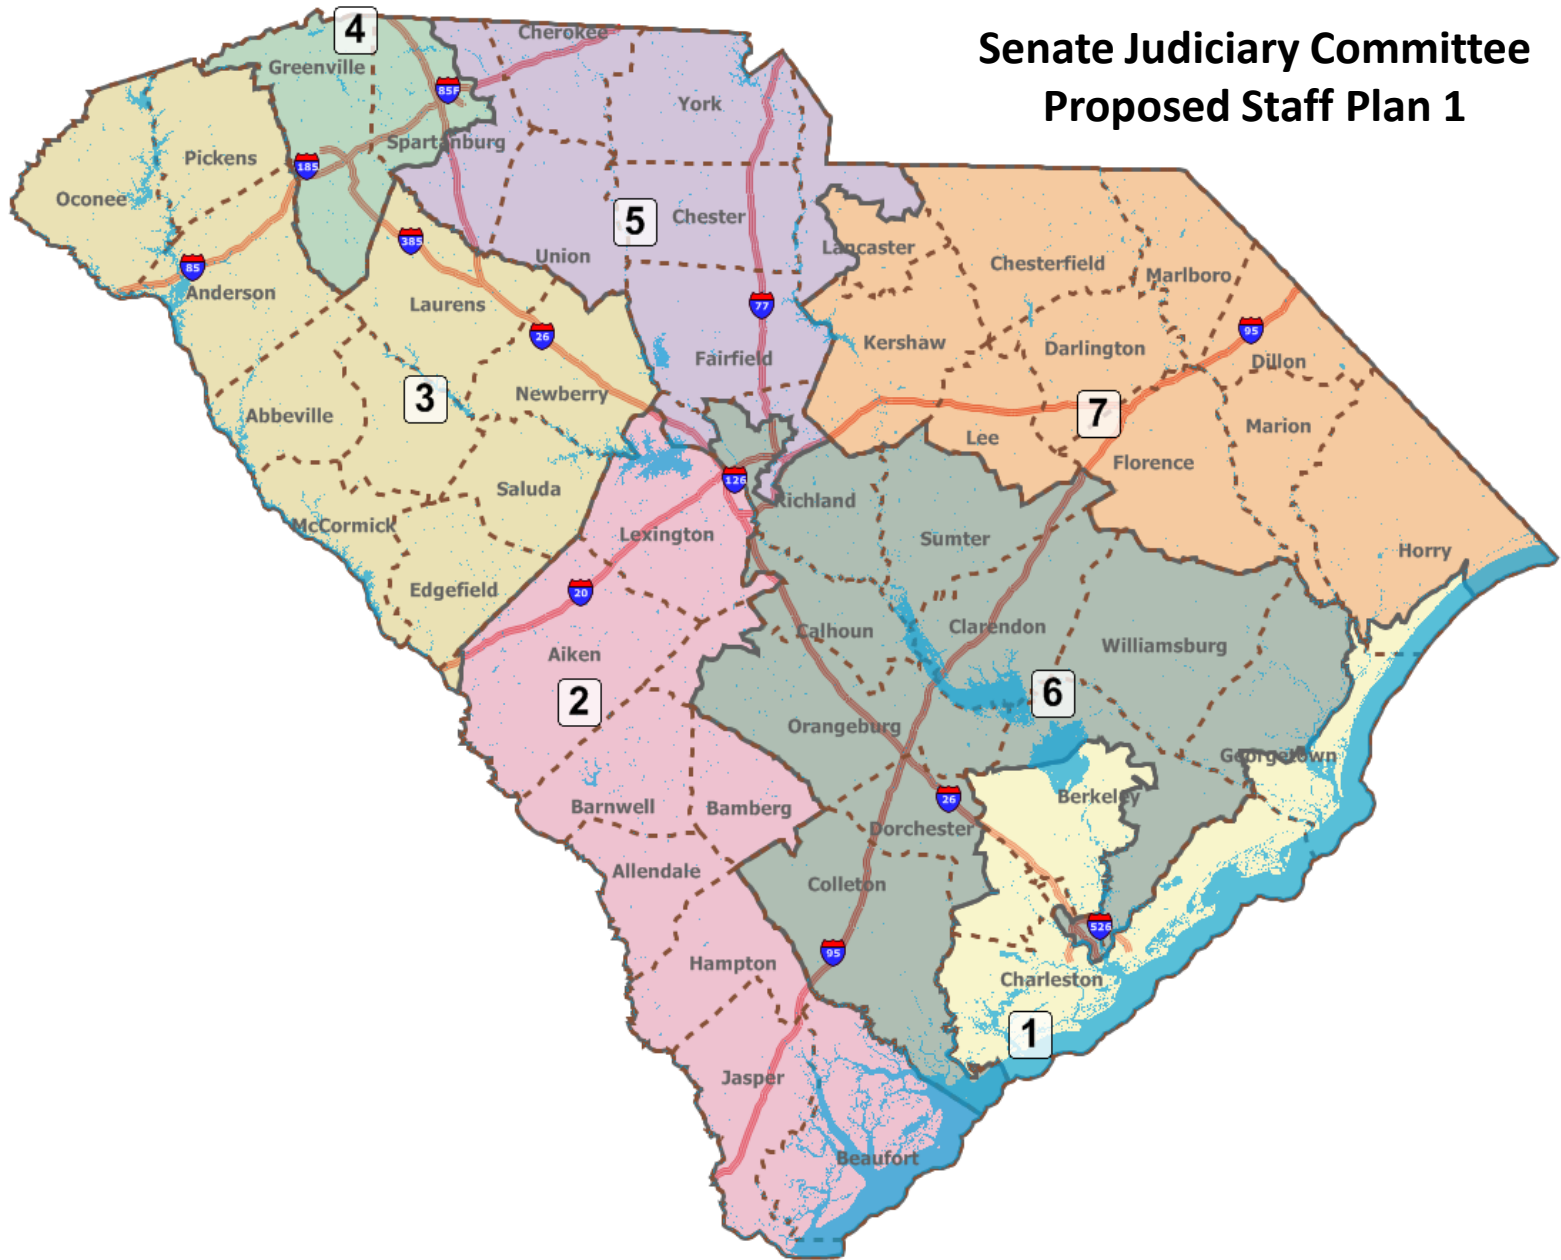 Senate Judiciary Committee
Proposed Staff Plan 1
Cherokee
4
Greenville
85F
York
Spartanburg
Pickens
185
Oconee
5
Chester
385
Lancaster
Union
Chesterfield
Marlboro
85
Anderson
Laurens
77
26
95
Kershaw
Darlington
Fairfield
Dillon
3
Newberry
Abbeville
7
Marion
Lee
Florence
126
Saluda
Richland
McCormick
Lexington
Sumter
Horry
Edgefield
20
Calhoun
Clarendon
Williamsburg
Aiken
2
6
Orangeburg
Georgetown
26
Berkeley
Barnwell
Bamberg
Dorchester
Allendale
Colleton
526
95
Hampton
Charleston
1
Jasper
Beaufort